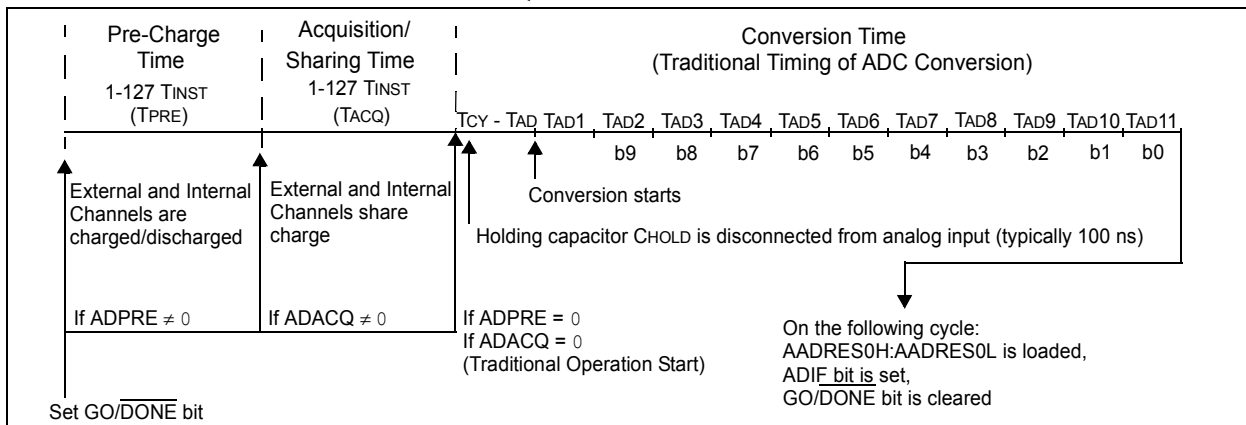 Pre-Charge
Time
1-127 TINST
(TPRE)
Acquisition/
Sharing Time
1-127 TINST
(TACQ)
Conversion Time
(Traditional Timing of ADC Conversion)
TCY - TAD TAD1 TAD2 TAD3 TAD4 TAD5 TAD6 TAD7 TAD8 TAD9 TAD10 TAD11
b9 b8 b7 b6 b5 b4 b3 b2 b1 b0
External and Internal
Channels are
charged/discharged
External and Internal
Channels share
charge
Conversion starts
Holding capacitor CHOLD is disconnected from analog input (typically 100 ns)
If ADPRE ≠ 0
If ADACQ ≠ 0
If ADPRE = 0
If ADACQ = 0
(Traditional Operation Start)
On the following cycle:
AADRES0H:AADRES0L is loaded,
ADIF bit is set,
GO/DONE bit is cleared
Set GO/DONE bit